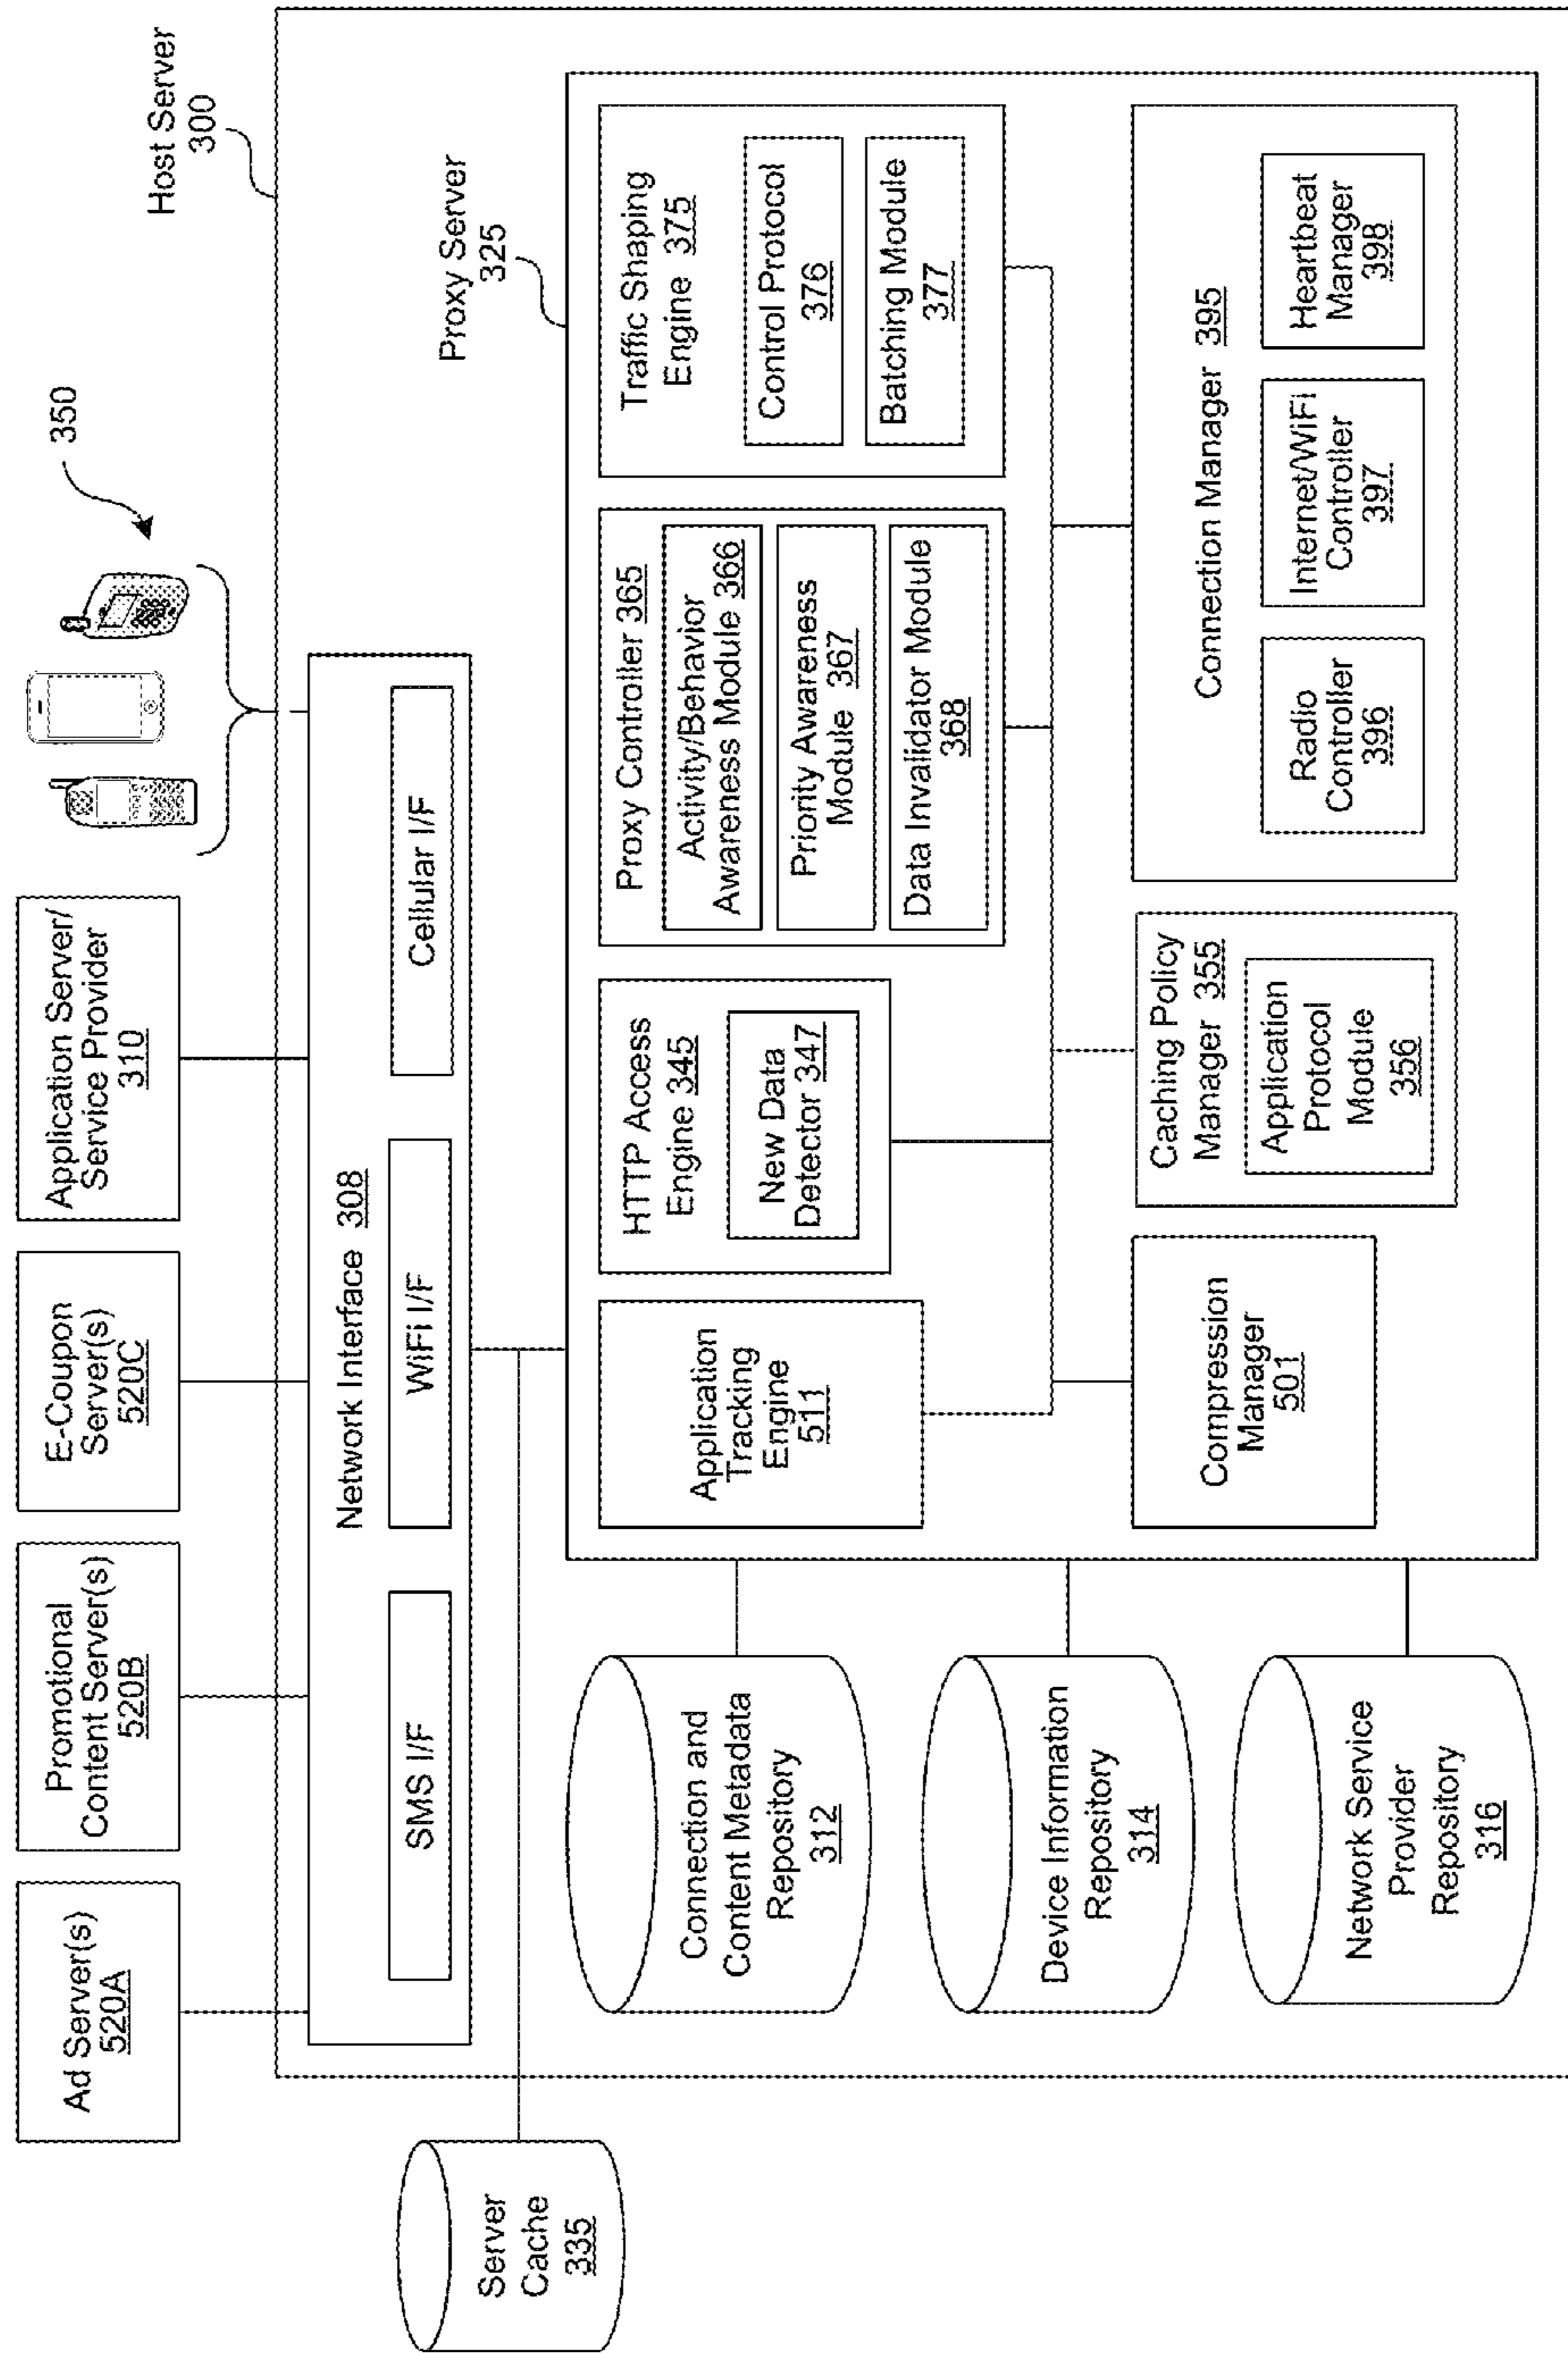 Ad Server(s)
520A
Promotional
Content Server(s)
520B
E-Coupon
Server(s)
520C
Application Server/
Service Provider
310
350
Host Server
300
Network Interface 308
SMS I/F
WiFi I/F
Cellular I/F
Server
Cache
335
Proxy Server
325
Connection and
Content Metadata
Repository
312
Device Information
Repository
314
Network Service
Provider
Repository
316
Application
Tracking
Engine
511
HTTP Access
Engine 345
New Data
Detector 347
Proxy Controller 365
Activity/Behavior
Awareness Module 366
Priority Awareness
Module 367
Data Invalidator Module
368
Traffic Shaping
Engine 375
Control Protocol
376
Batching Module
377
Compression
Manager
501
Caching Policy
Manager 355
Application
Protocol
Module
356
Connection Manager 395
Radio
Controller
396
Internet/WiFi
Controller
397
Heartbeat
Manager
398